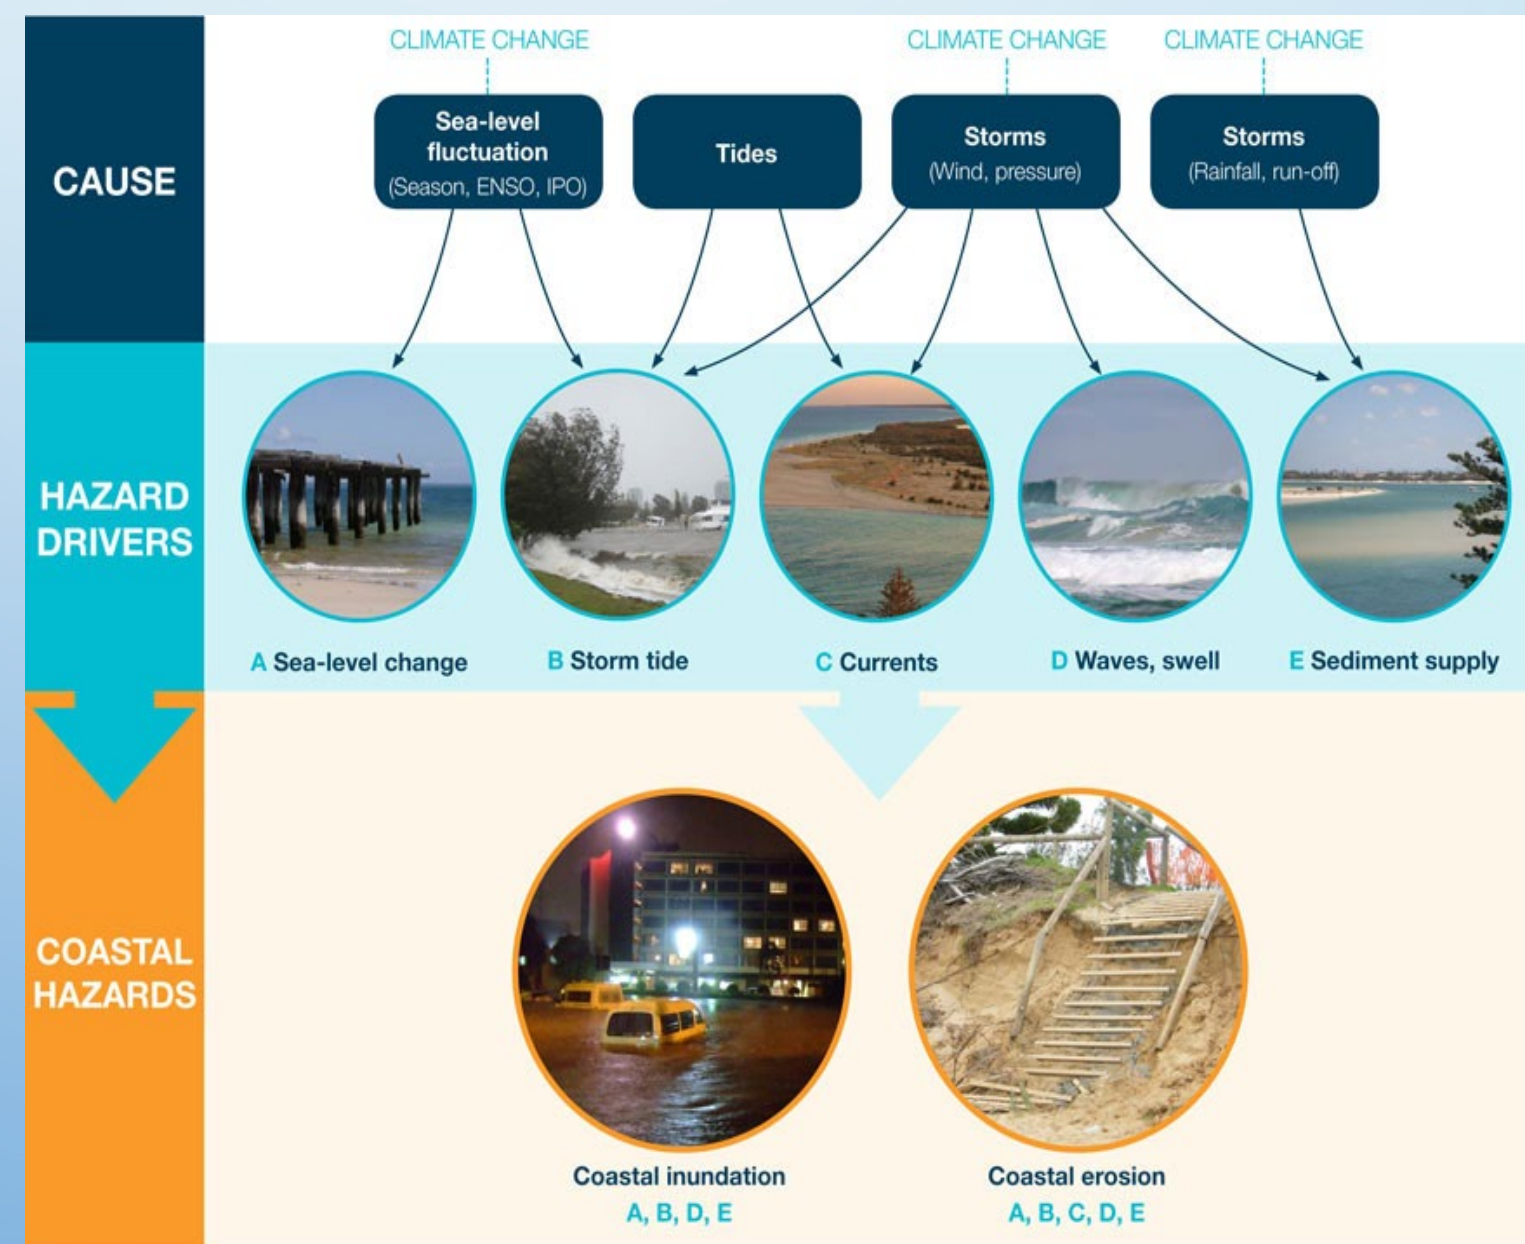 CLIMATE CHANGE
CLIMATE CHANGE
CLIMATE CHANGE
CAUSE
Sea-level
fluctuation
(Season, ENSO, IPO)
Tides
Storms
(Wind, pressure)
Storms
(Rainfall, run-off)
HAZARD
DRIVERS
A Sea-level change
B Storm tide
C Currents
D Waves, swell
E Sediment supply
COASTAL
HAZARDS
Coastal inundation
A, B, D, E
Coastal erosion
A, B, C, D, E